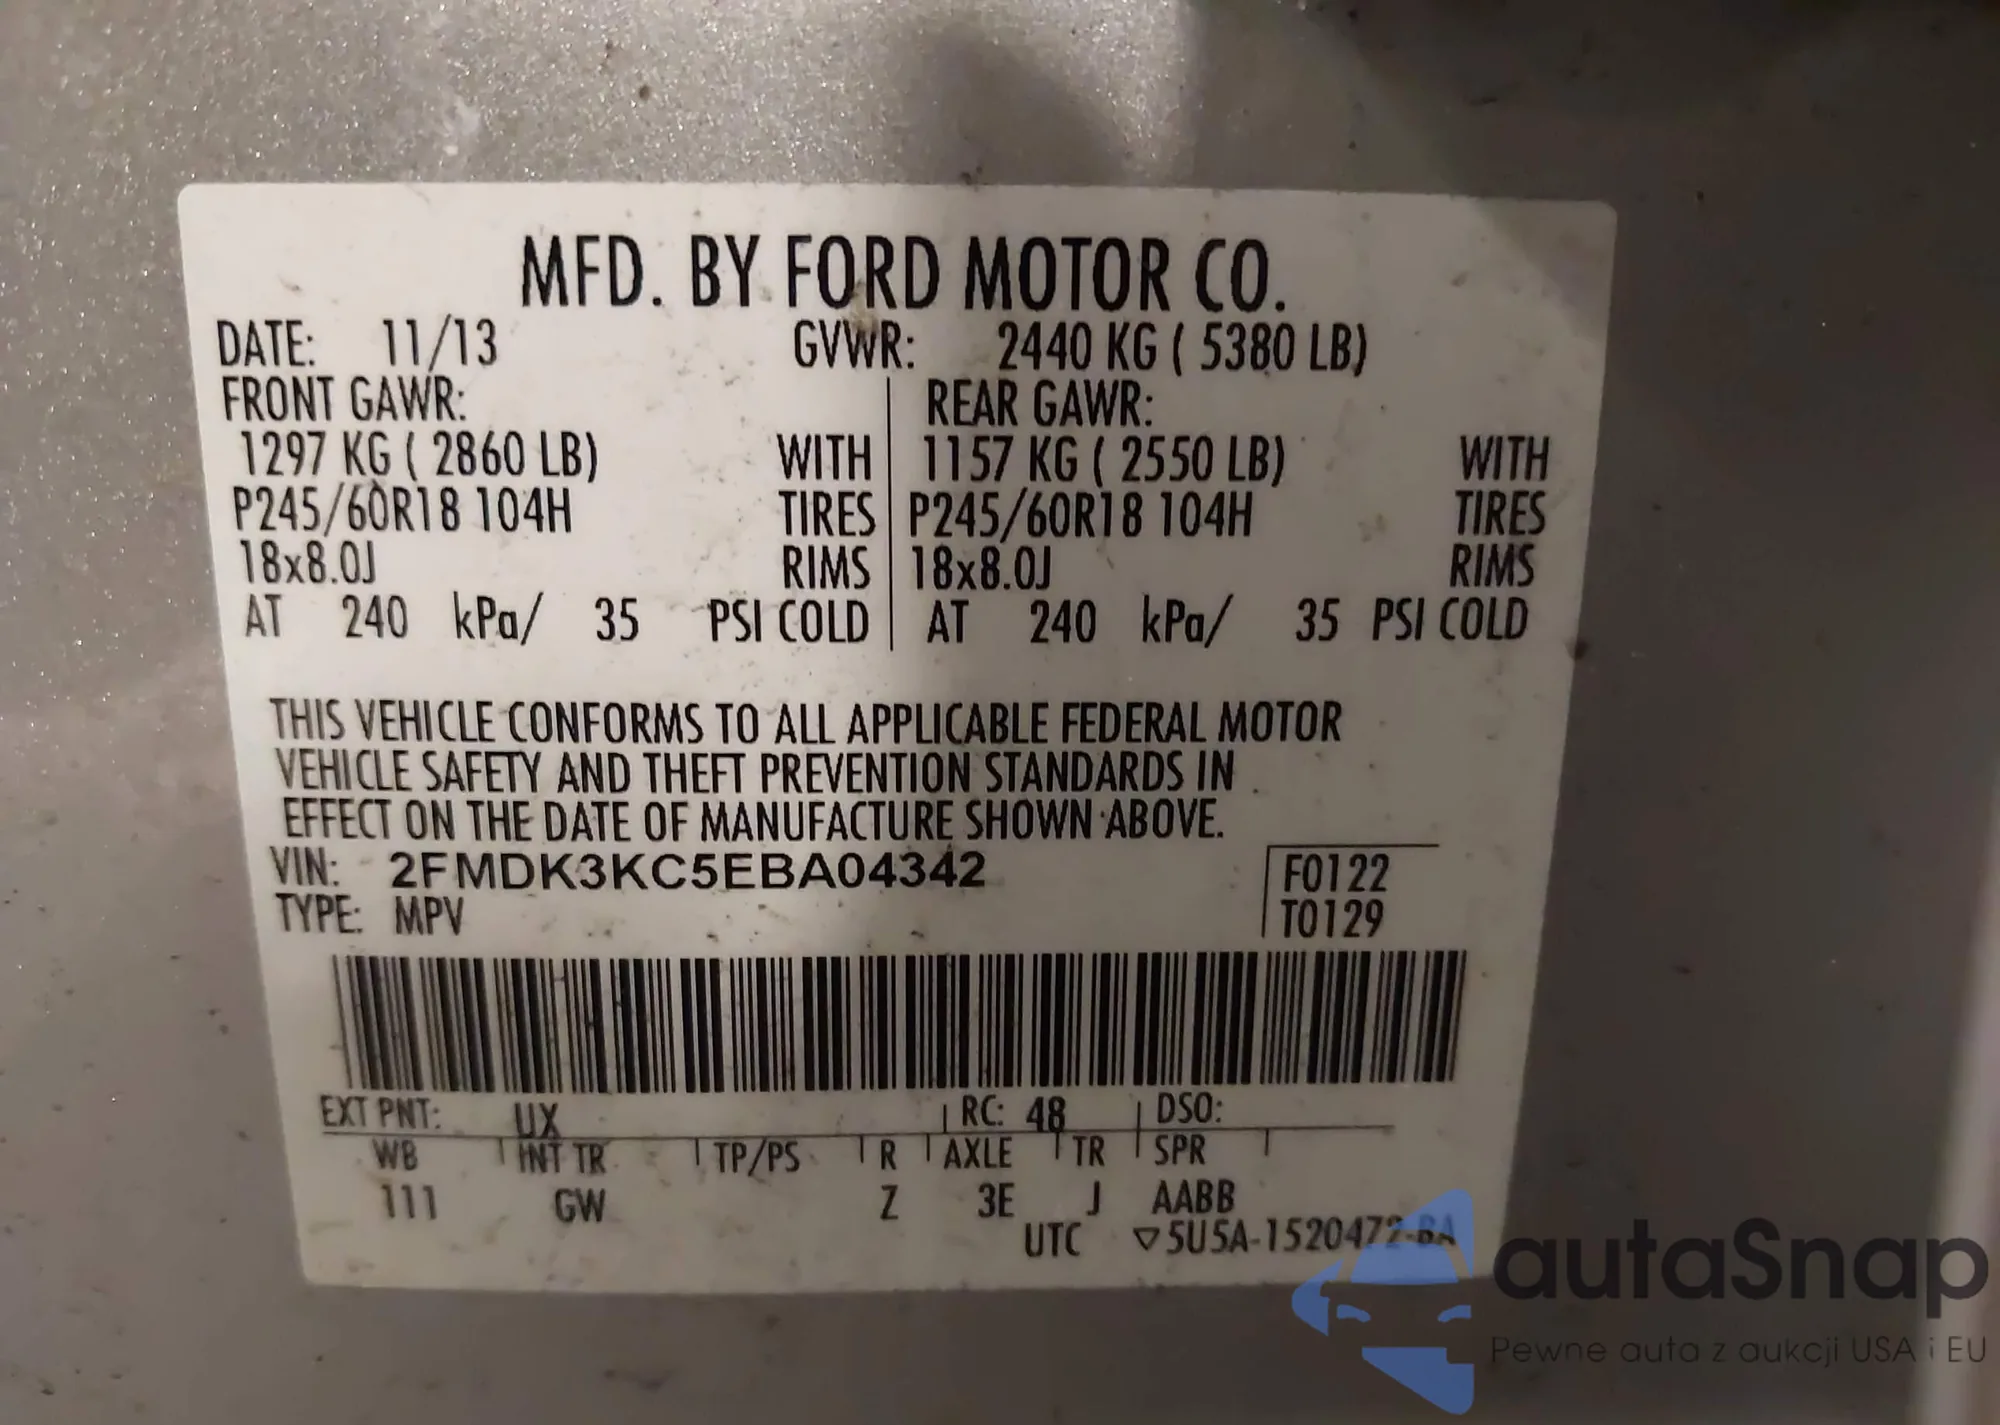 MFD. BY FORD MOTOR CO.
DATE: 11/13 GVWR: 2440 KG ( 5380 LB)
FRONT GAWR: REAR GAWR:
1297 KG ( 2860 LB) WITH 1157 KG ( 2550 LB) WITH
P245/60R18 104H TIRES P245/60R18 104H TIRES
18x8.0J RIMS 18x8.0J RIMS
AT 240 kPa/ 35 PSI COLD AT 240 kPa/ 35 PSI COLD
THIS VEHICLE CONFORMS TO ALL APPLICABLE FEDERAL MOTOR
VEHICLE SAFETY AND THEFT PREVENTION STANDARDS IN
EFFECT ON THE DATE OF MANUFACTURE SHOWN ABOVE.
VIN: 2FMDK3KC5EBA04342 F0122
TYPE: MPV T0129
EXT PNT: UX RC: 48 DSO:
WB INT TR TP/PS R AXLE TR SPR
111 GW Z 3E J AABB
UTC ▽5U5A-1520472-BA
autaSnap
Pewne auta z aukcji USA i EU